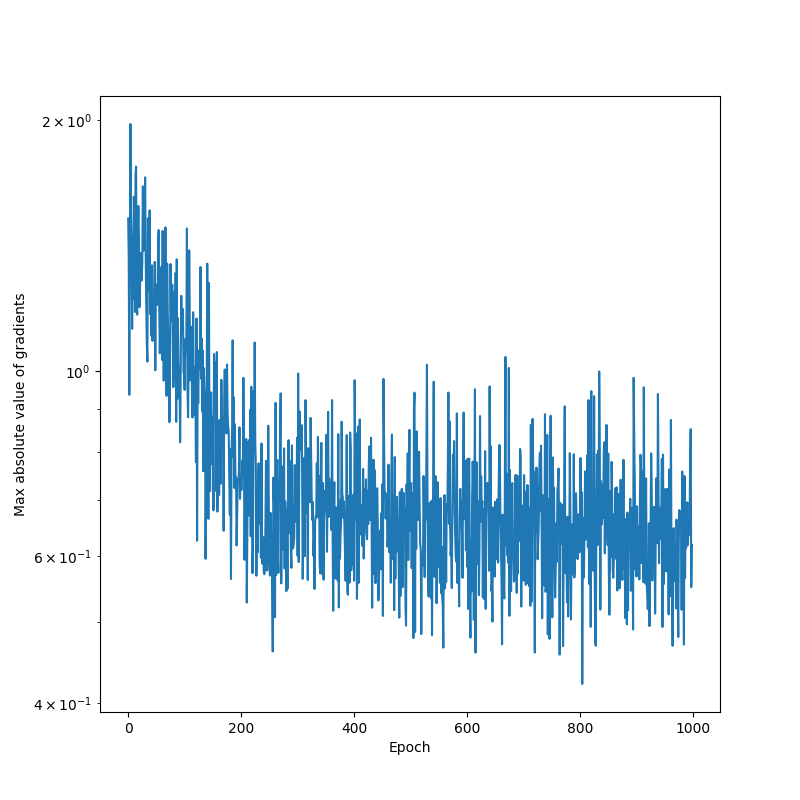 Max absolute value of gradients
2 × 10⁰
10⁰
6 × 10⁻¹
4 × 10⁻¹
0 200 400 600 800 1000
Epoch